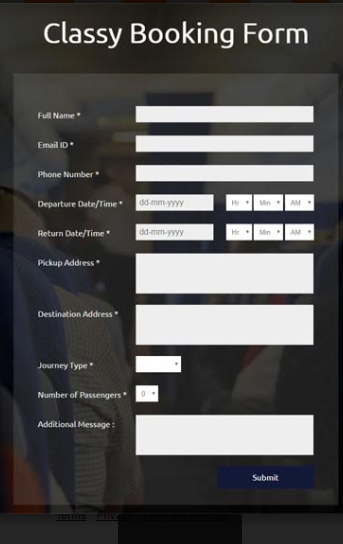 Classy Booking Form
Full Name *
Email ID *
Phone Number *
Departure Date/Time * dd-mm-yyyy Hr Min AM
Return Date/Time * dd-mm-yyyy Hr Min AM
Pickup Address *
Destination Address *
Journey Type *
Number of Passengers * 0
Additional Message :
Submit
Terms